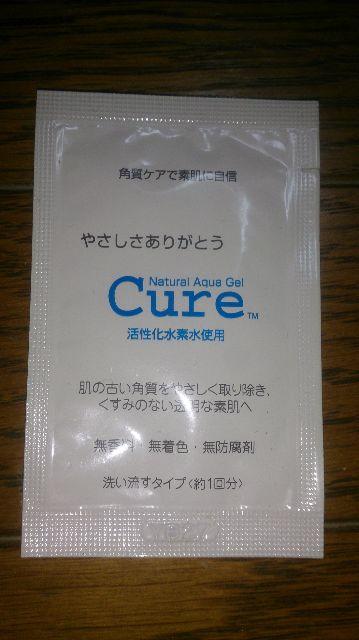 角質ケアで素肌に自信
やさしさありがとう
Natural Aqua Gel
Cure™
活性化水素水使用
肌の古い角質をやさしく取り除き、
くすみのない透明な素肌へ
無香料・無着色・無防腐剤
洗い流すタイプ〈約1回分〉